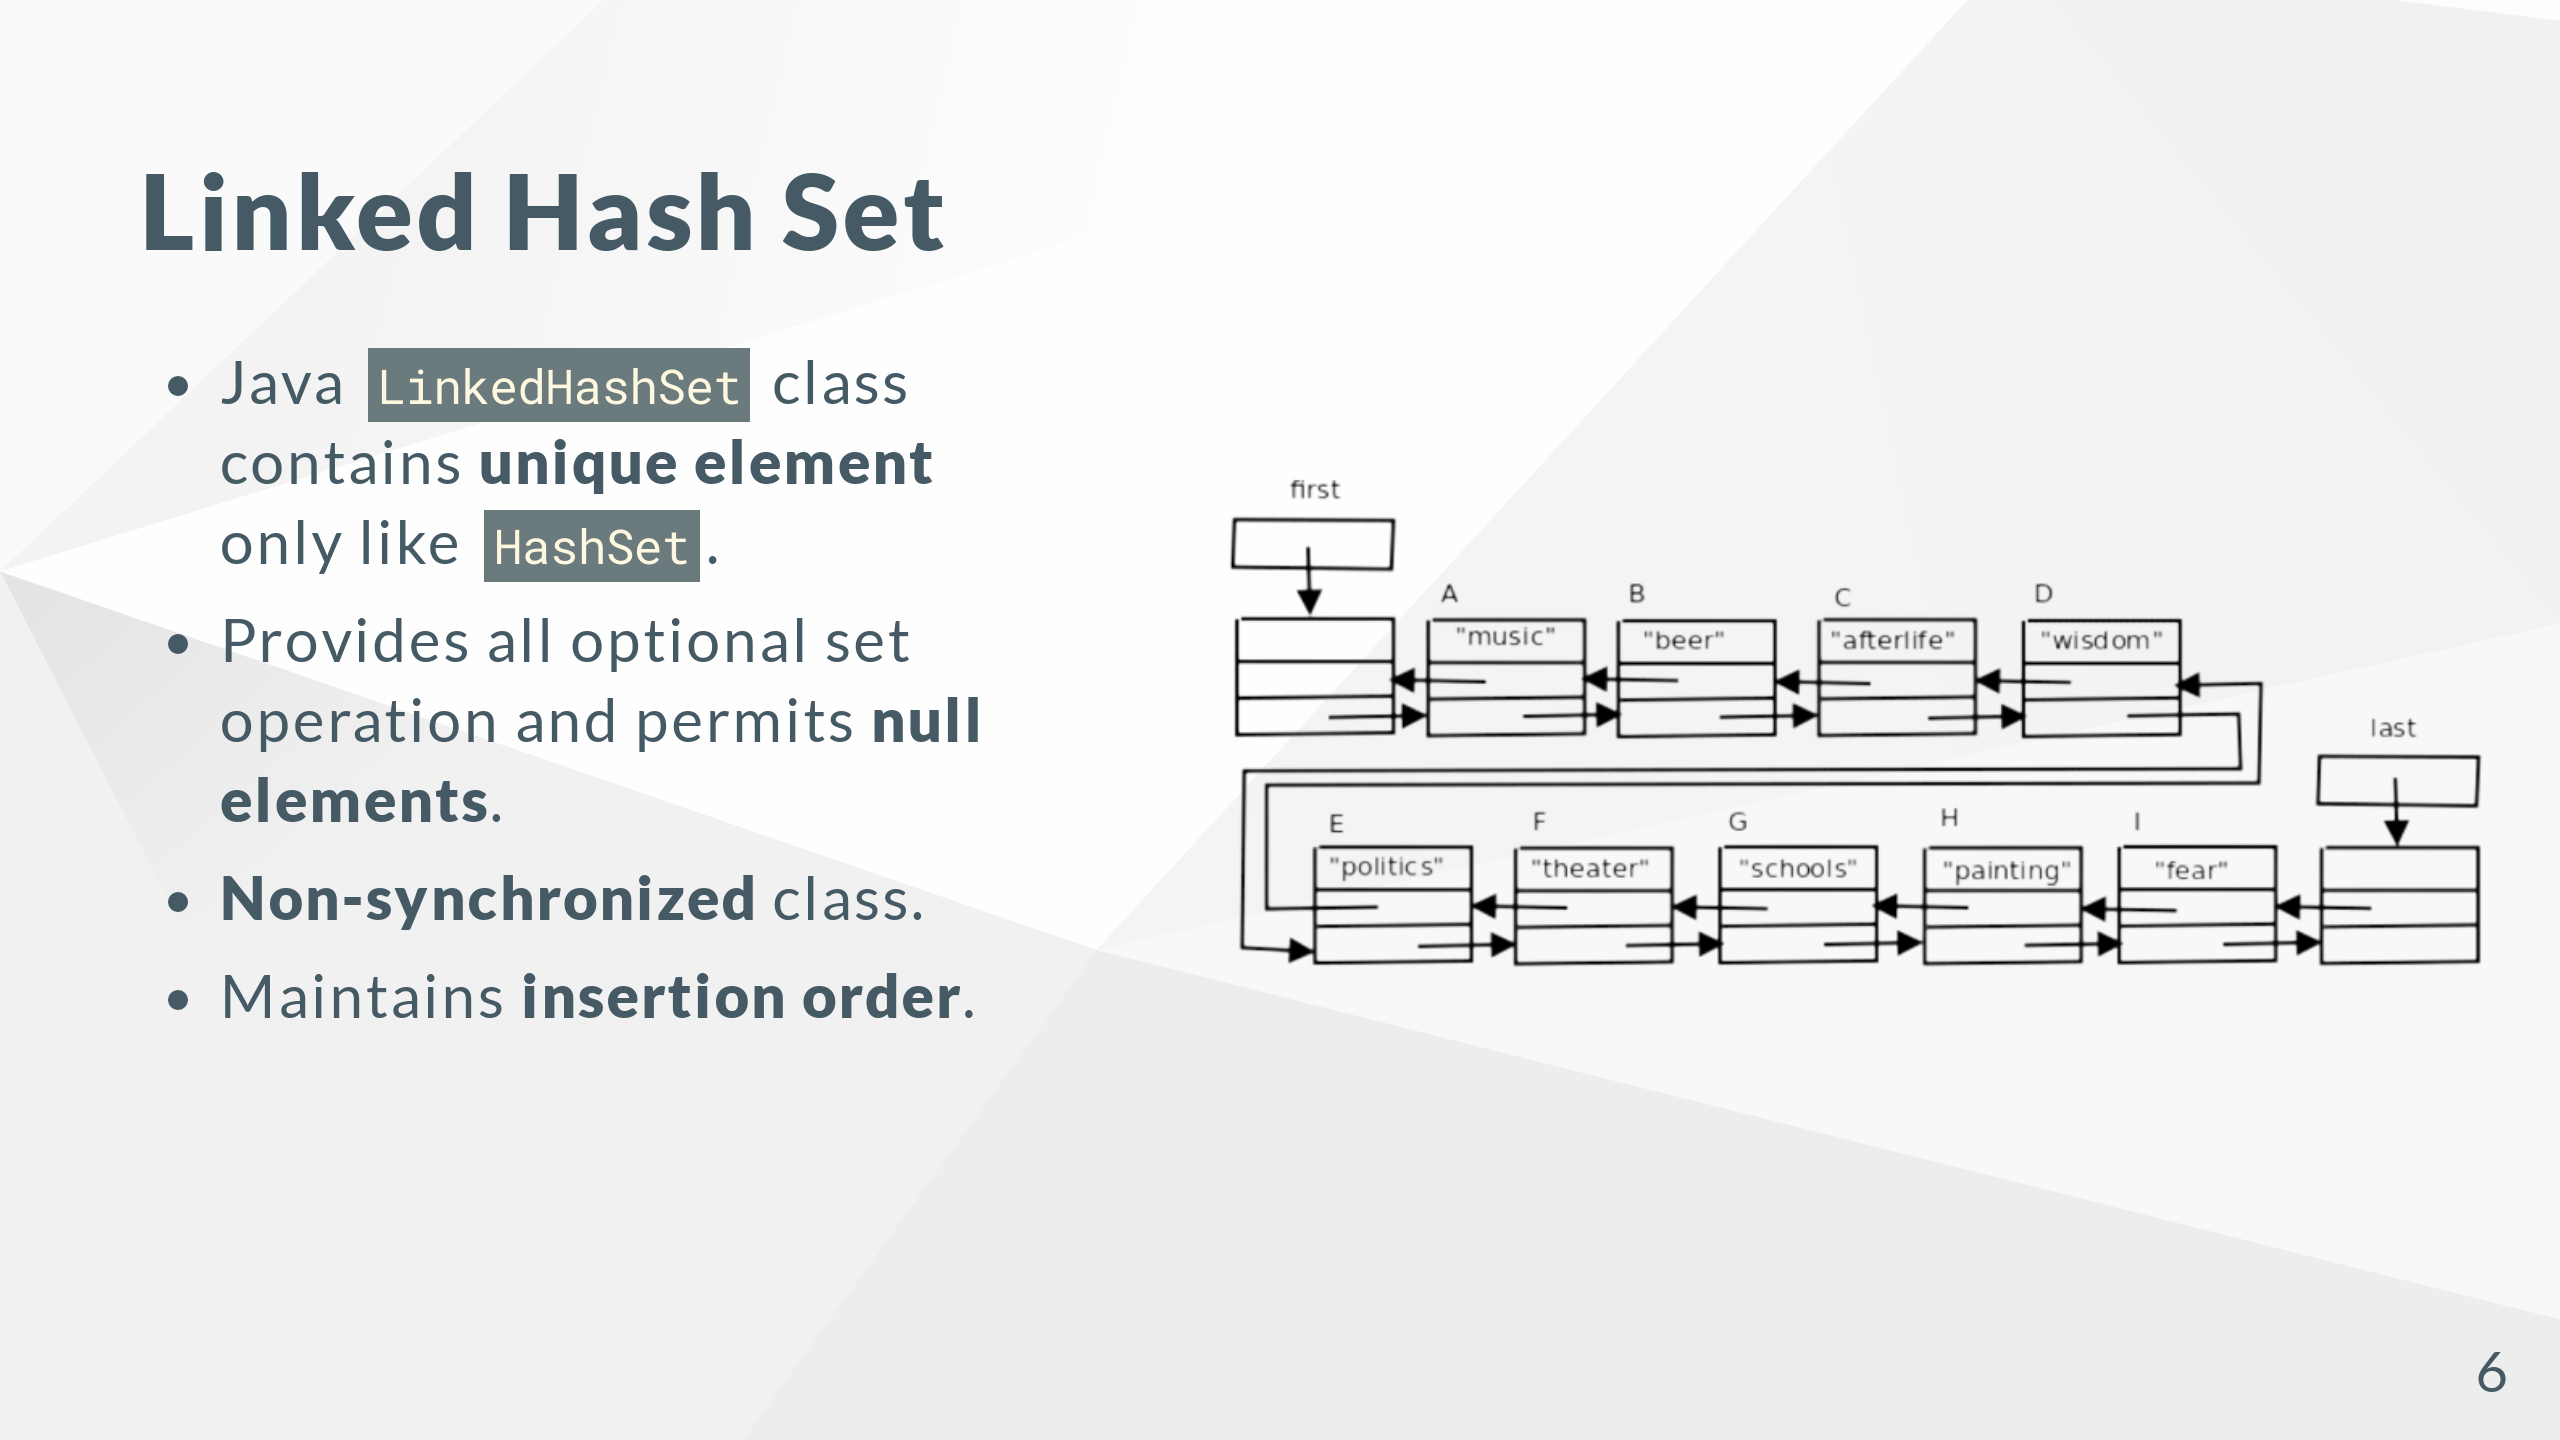 Linked Hash Set
• Java LinkedHashSet class
contains unique element
only like HashSet.
• Provides all optional set
operation and permits null
elements.
• Non-synchronized class.
• Maintains insertion order.
first
A B C D
"music" "beer" "afterlife" "wisdom"
last
E F G H I
"politics" "theater" "schools" "painting" "fear"
6